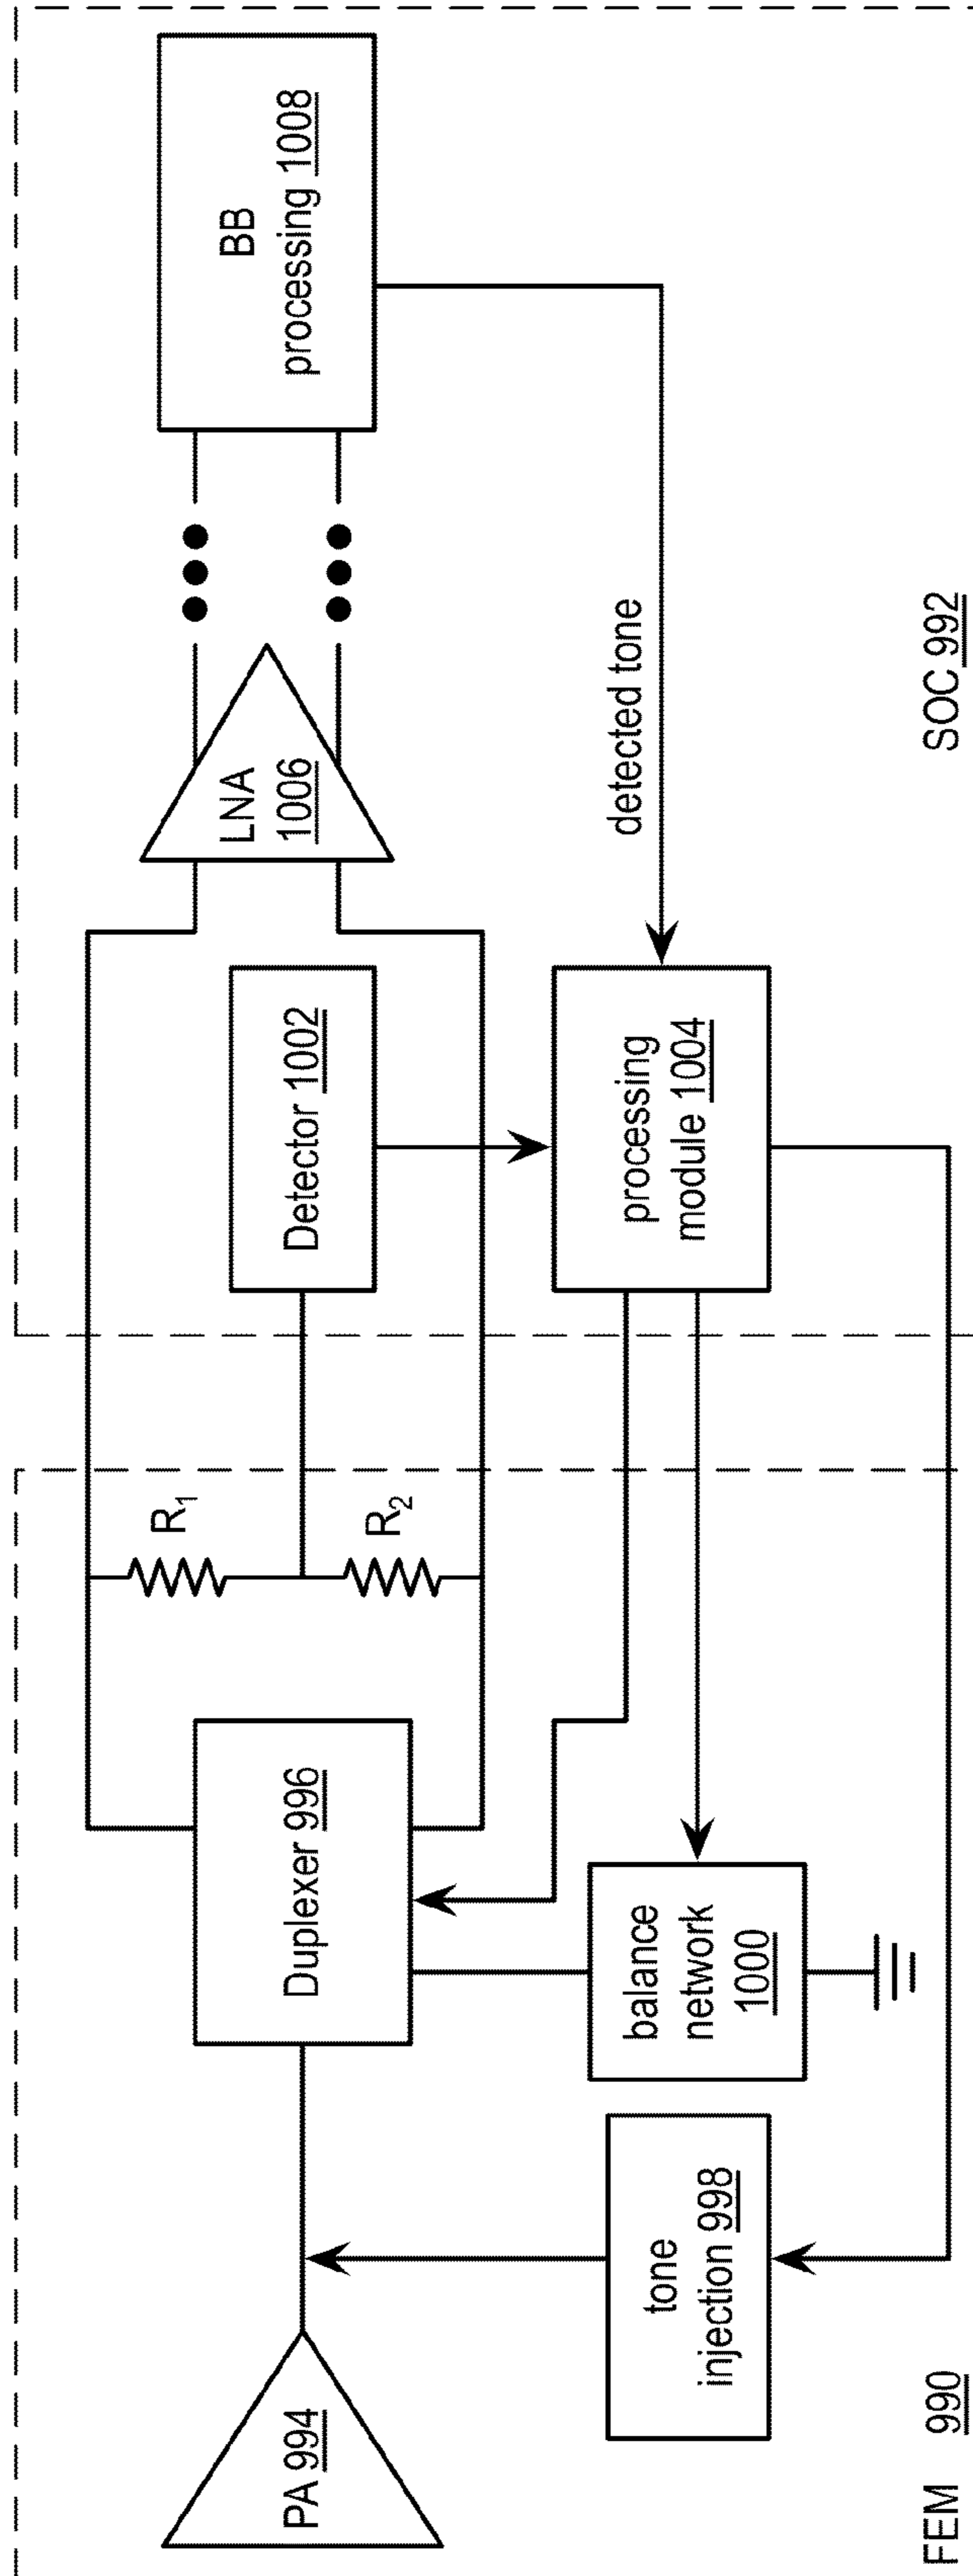 PA 994
FEM 990
tone
injection 998
Duplexer 996
balance
network
1000
R1
R2
Detector 1002
processing
module 1004
LNA
1006
detected tone
BB
processing 1008
SOC 992